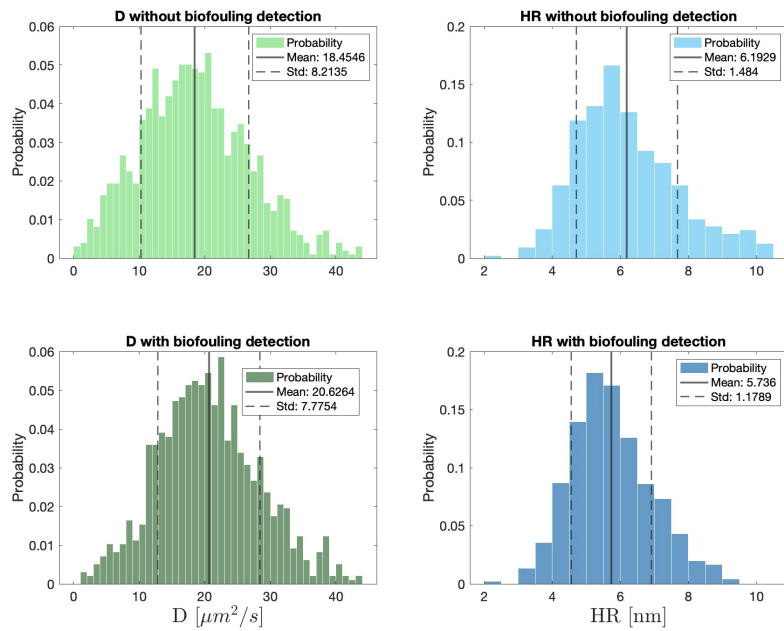 D without biofouling detection
0.06
0.05
0.04
0.03
0.02
0.01
0
Probability
0
10
20
30
40
Probability
Mean: 18.4546
Std: 8.2135
HR without biofouling detection
0.2
0.15
0.1
0.05
0
Probability
2
4
6
8
10
Probability
Mean: 6.1929
Std: 1.484
D with biofouling detection
0.06
0.05
0.04
0.03
0.02
0.01
0
Probability
0
10
20
30
40
Probability
Mean: 20.6264
Std: 7.7754
D [μm²/s]
HR with biofouling detection
0.2
0.15
0.1
0.05
0
Probability
2
4
6
8
10
Probability
Mean: 5.736
Std: 1.1789
HR [nm]